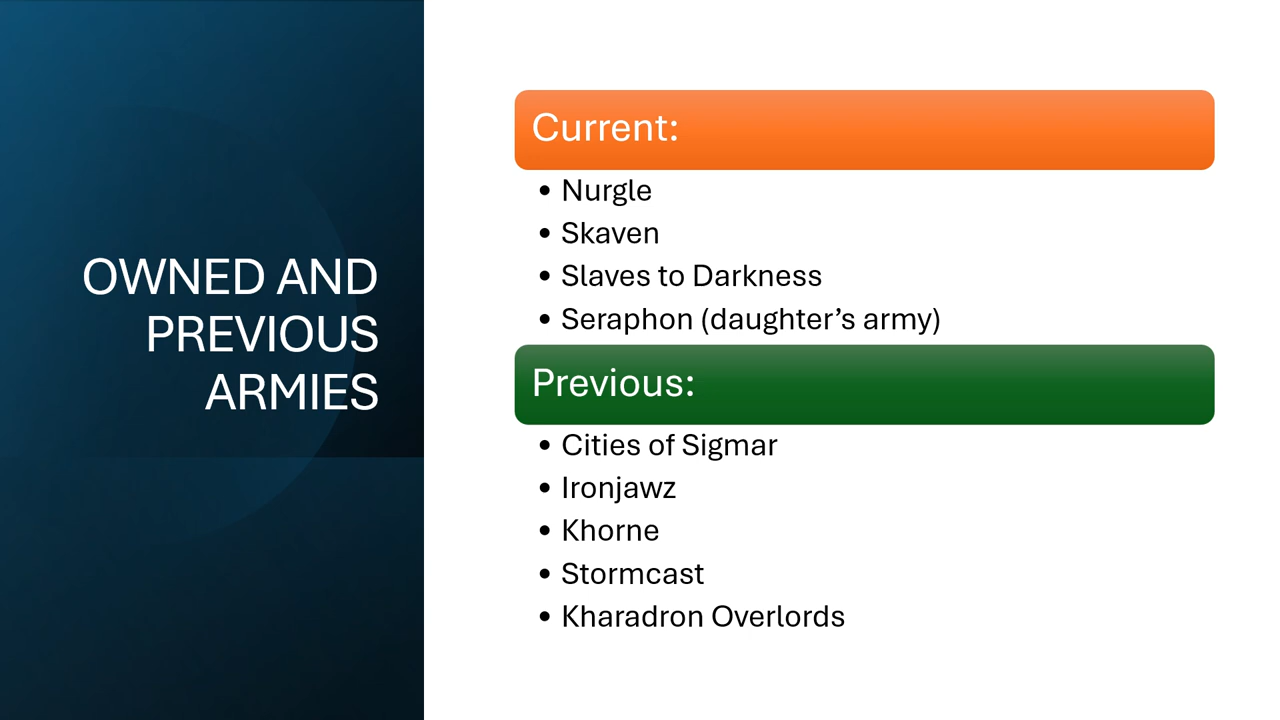 OWNED AND
PREVIOUS
ARMIES
Current:
• Nurgle
• Skaven
• Slaves to Darkness
• Seraphon (daughter’s army)
Previous:
• Cities of Sigmar
• Ironjawz
• Khorne
• Stormcast
• Kharadron Overlords